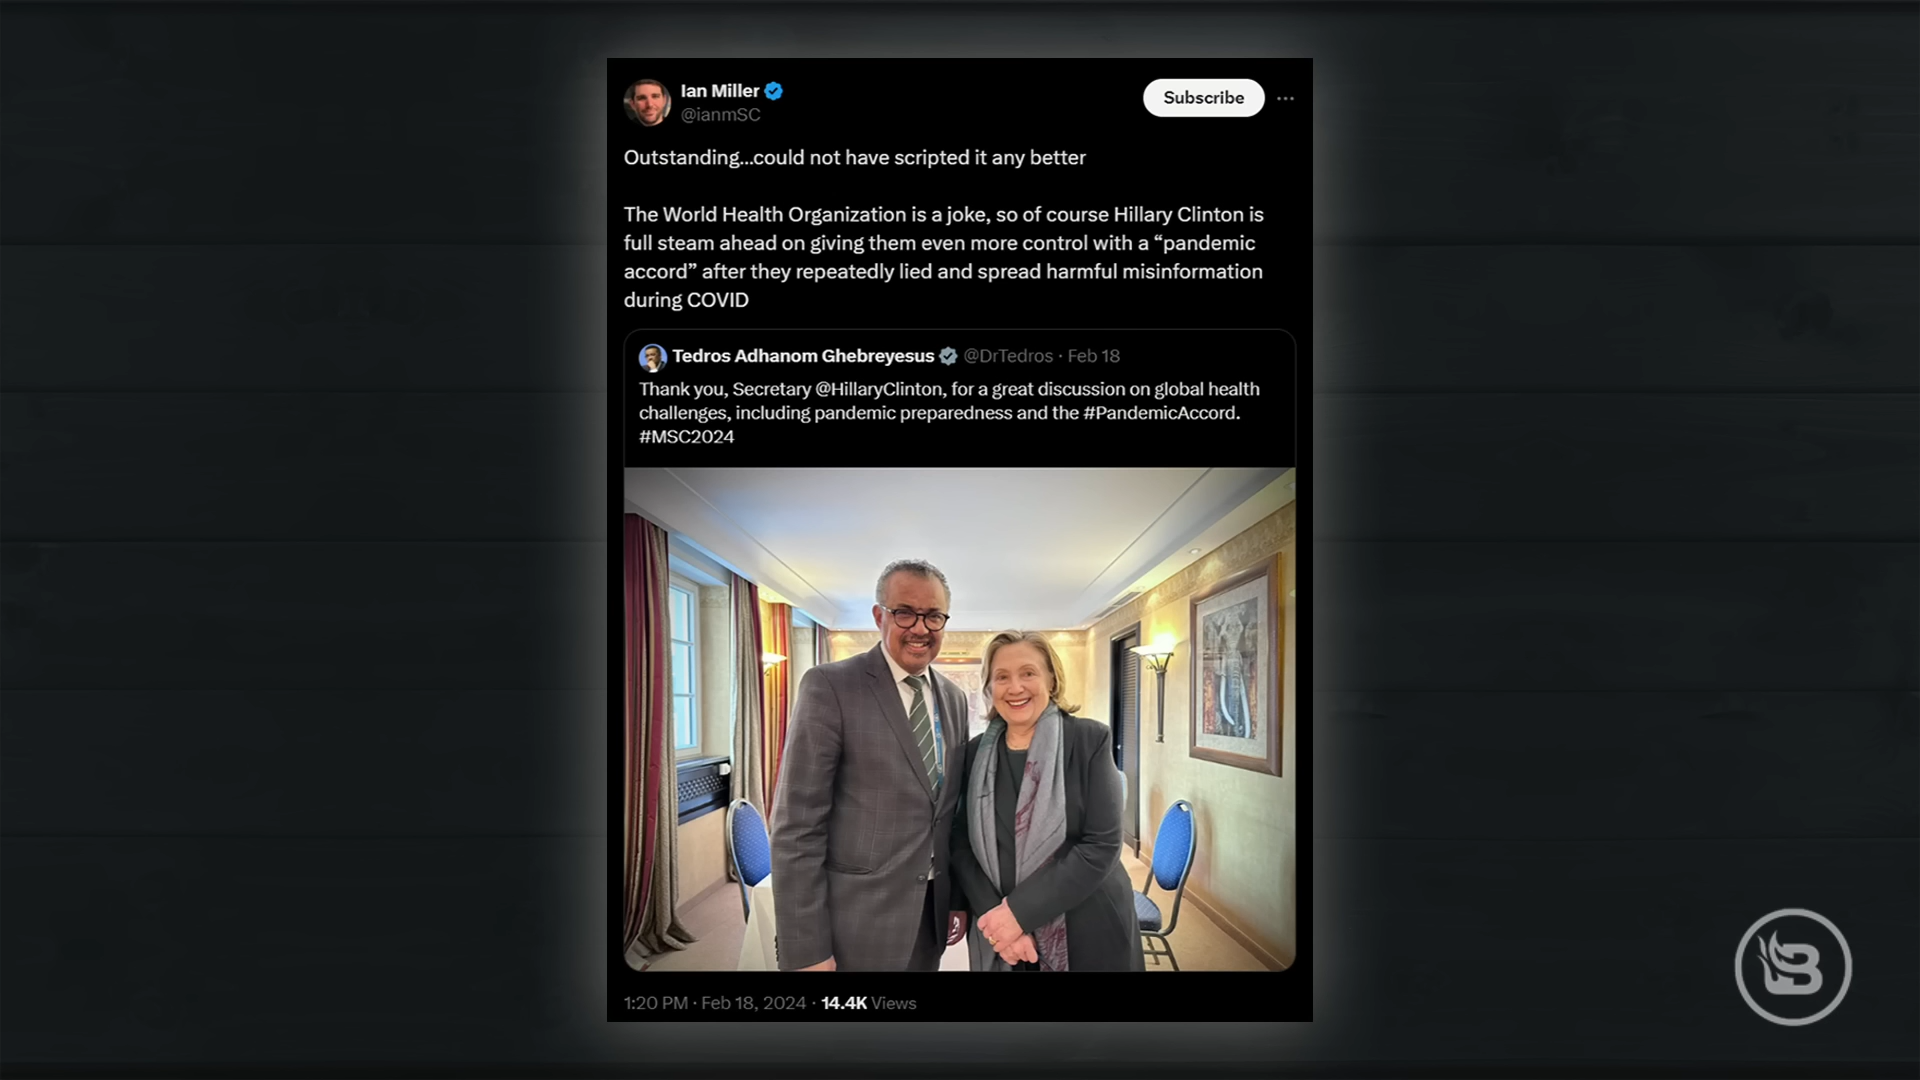 Ian Miller
@ianmSC
Subscribe
Outstanding...could not have scripted it any better
The World Health Organization is a joke, so of course Hillary Clinton is
full steam ahead on giving them even more control with a “pandemic
accord” after they repeatedly lied and spread harmful misinformation
during COVID
Tedros Adhanom Ghebreyesus @DrTedros · Feb 18
Thank you, Secretary @HillaryClinton, for a great discussion on global health
challenges, including pandemic preparedness and the #PandemicAccord.
#MSC2024
1:20 PM · Feb 18, 2024 · 14.4K Views
B